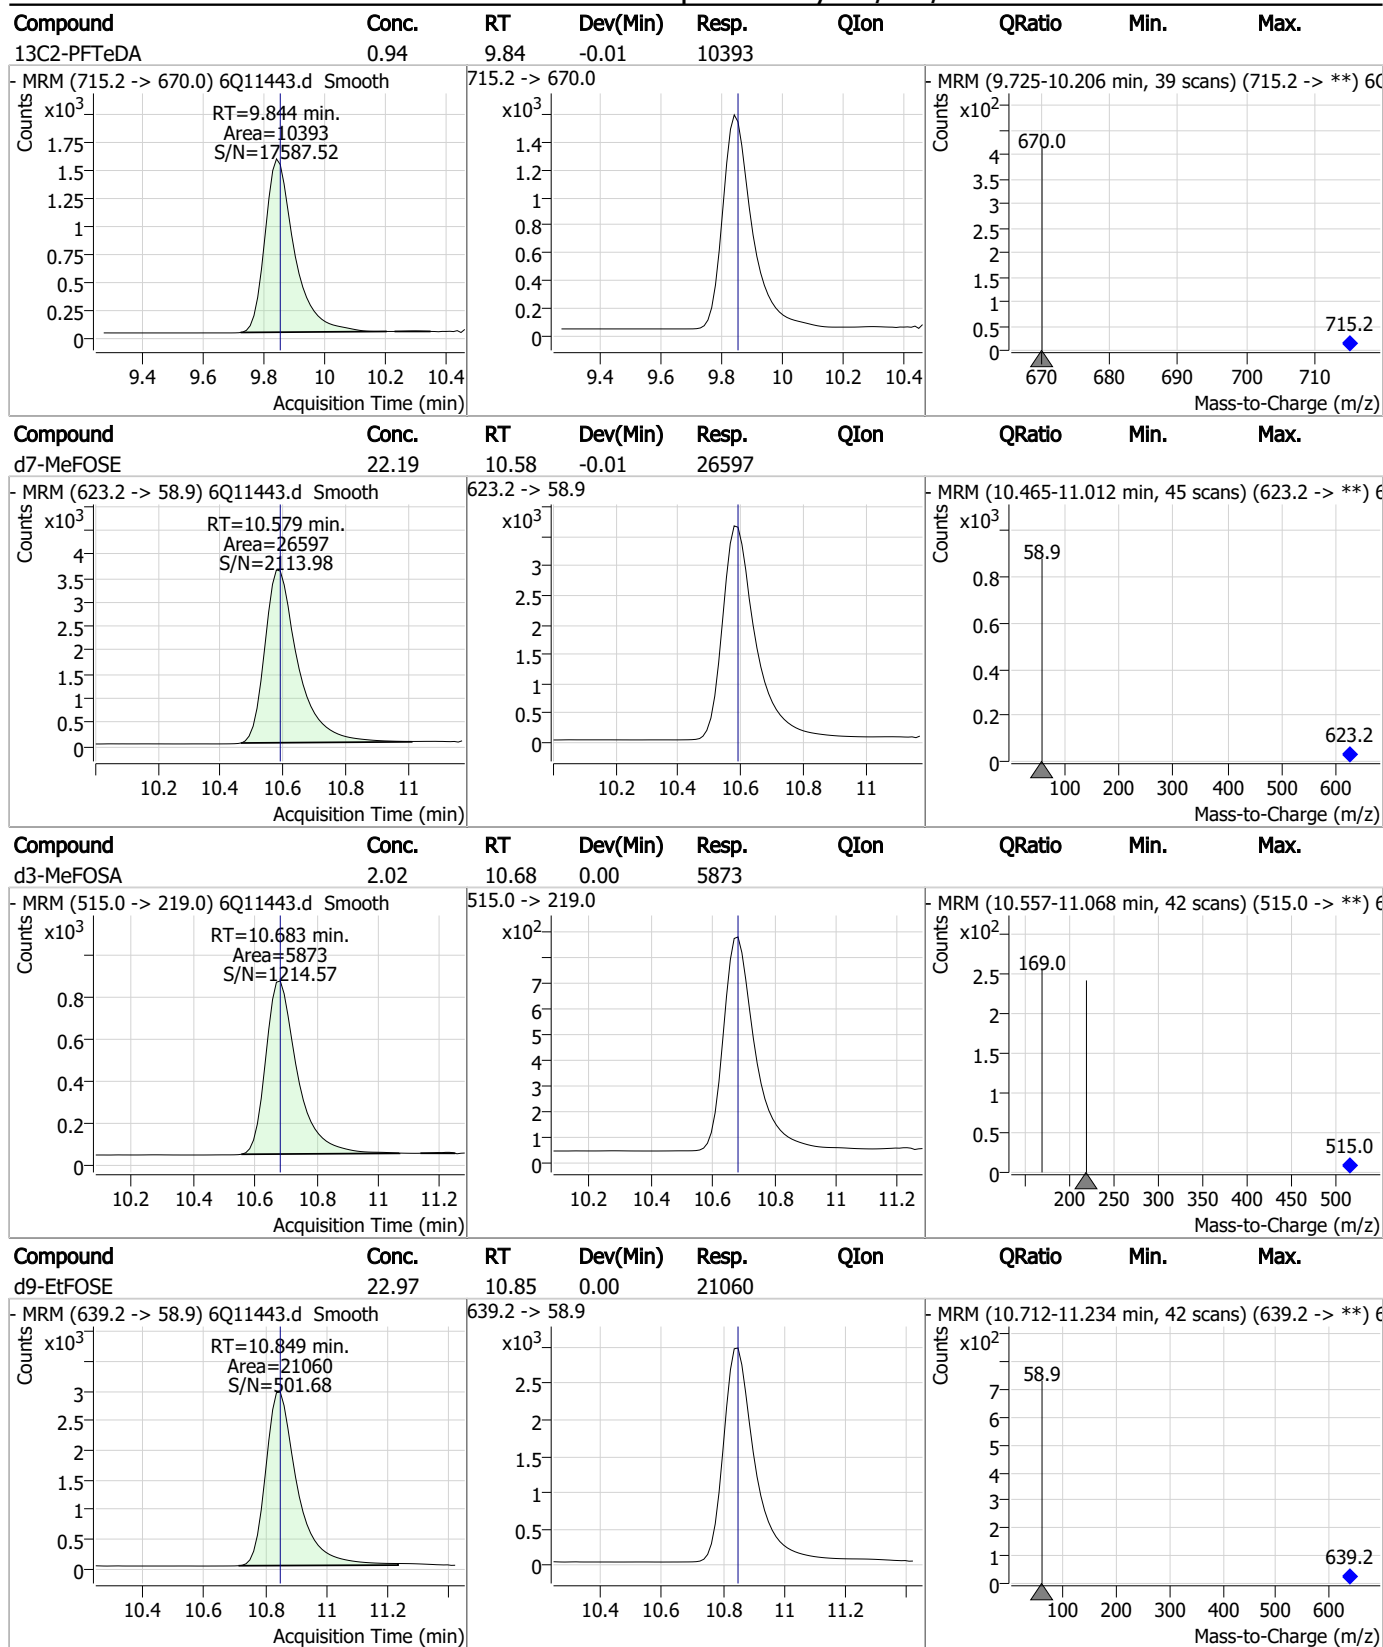 Compound Conc. RT Dev(Min) Resp. QIon QRatio Min. Max.
13C2-PFTeDA 0.94 9.84 -0.01 10393
- MRM (715.2 -> 670.0) 6Q11443.d Smooth
Counts
x10³
RT=9.844 min.
Area=10393
S/N=17587.52
1.75
1.5
1.25
1
0.75
0.5
0.25
0
9.4 9.6 9.8 10 10.2 10.4
Acquisition Time (min)
715.2 -> 670.0
x10³
1.4
1.2
1
0.8
0.6
0.4
0.2
0
9.4 9.6 9.8 10 10.2 10.4
- MRM (9.725-10.206 min, 39 scans) (715.2 -> **)
Counts
x10²
670.0
4
3.5
3
2.5
2
1.5
1
0.5
0
715.2
670 680 690 700 710
Mass-to-Charge (m/z)
Compound Conc. RT Dev(Min) Resp. QIon QRatio Min. Max.
d7-MeFOSE 22.19 10.58 -0.01 26597
- MRM (623.2 -> 58.9) 6Q11443.d Smooth
Counts
x10³
RT=10.579 min.
Area=26597
S/N=2113.98
4
3.5
3
2.5
2
1.5
1
0.5
0
10.2 10.4 10.6 10.8 11
Acquisition Time (min)
623.2 -> 58.9
x10³
3
2.5
2
1.5
1
0.5
0
10.2 10.4 10.6 10.8 11
- MRM (10.465-11.012 min, 45 scans) (623.2 -> **)
Counts
x10³
58.9
0.8
0.6
0.4
0.2
0
623.2
100 200 300 400 500 600
Mass-to-Charge (m/z)
Compound Conc. RT Dev(Min) Resp. QIon QRatio Min. Max.
d3-MeFOSA 2.02 10.68 0.00 5873
- MRM (515.0 -> 219.0) 6Q11443.d Smooth
Counts
x10³
RT=10.683 min.
Area=5873
S/N=1214.57
0.8
0.6
0.4
0.2
0
10.2 10.4 10.6 10.8 11 11.2
Acquisition Time (min)
515.0 -> 219.0
x10²
7
6
5
4
3
2
1
0
10.2 10.4 10.6 10.8 11 11.2
- MRM (10.557-11.068 min, 42 scans) (515.0 -> **)
Counts
x10²
169.0
2.5
2
1.5
1
0.5
0
515.0
200 250 300 350 400 450 500
Mass-to-Charge (m/z)
Compound Conc. RT Dev(Min) Resp. QIon QRatio Min. Max.
d9-EtFOSE 22.97 10.85 0.00 21060
- MRM (639.2 -> 58.9) 6Q11443.d Smooth
Counts
x10³
RT=10.849 min.
Area=21060
S/N=501.68
3
2.5
2
1.5
1
0.5
0
10.4 10.6 10.8 11 11.2
Acquisition Time (min)
639.2 -> 58.9
x10³
2.5
2
1.5
1
0.5
0
10.4 10.6 10.8 11 11.2
- MRM (10.712-11.234 min, 42 scans) (639.2 -> **)
Counts
x10²
58.9
7
6
5
4
3
2
1
0
639.2
100 200 300 400 500 600
Mass-to-Charge (m/z)